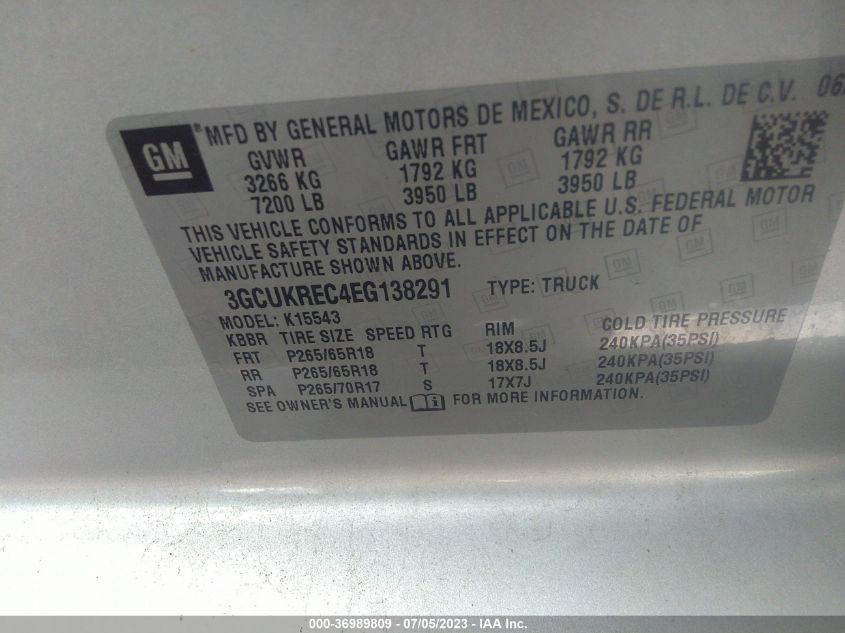 GM® MFD BY GENERAL MOTORS DE MEXICO, S. DE R.L. DE C.V.
GVWR GAWR FRT GAWR RR
3266 KG 1792 KG 1792 KG
7200 LB 3950 LB 3950 LB
THIS VEHICLE CONFORMS TO ALL APPLICABLE U.S. FEDERAL MOTOR
VEHICLE SAFETY STANDARDS IN EFFECT ON THE DATE OF
MANUFACTURE SHOWN ABOVE.
3GCUKREC4EG138291 TYPE: TRUCK
MODEL: K15543
KBBR TIRE SIZE SPEED RTG RIM COLD TIRE PRESSURE
FRT P265/65R18 T 18X8.5J 240KPA(35PSI)
RR P265/65R18 T 18X8.5J 240KPA(35PSI)
SPA P265/70R17 S 17X7J 240KPA(35PSI)
SEE OWNER'S MANUAL FOR MORE INFORMATION.
000-36989809 - 07/05/2023 - © IAA Inc.